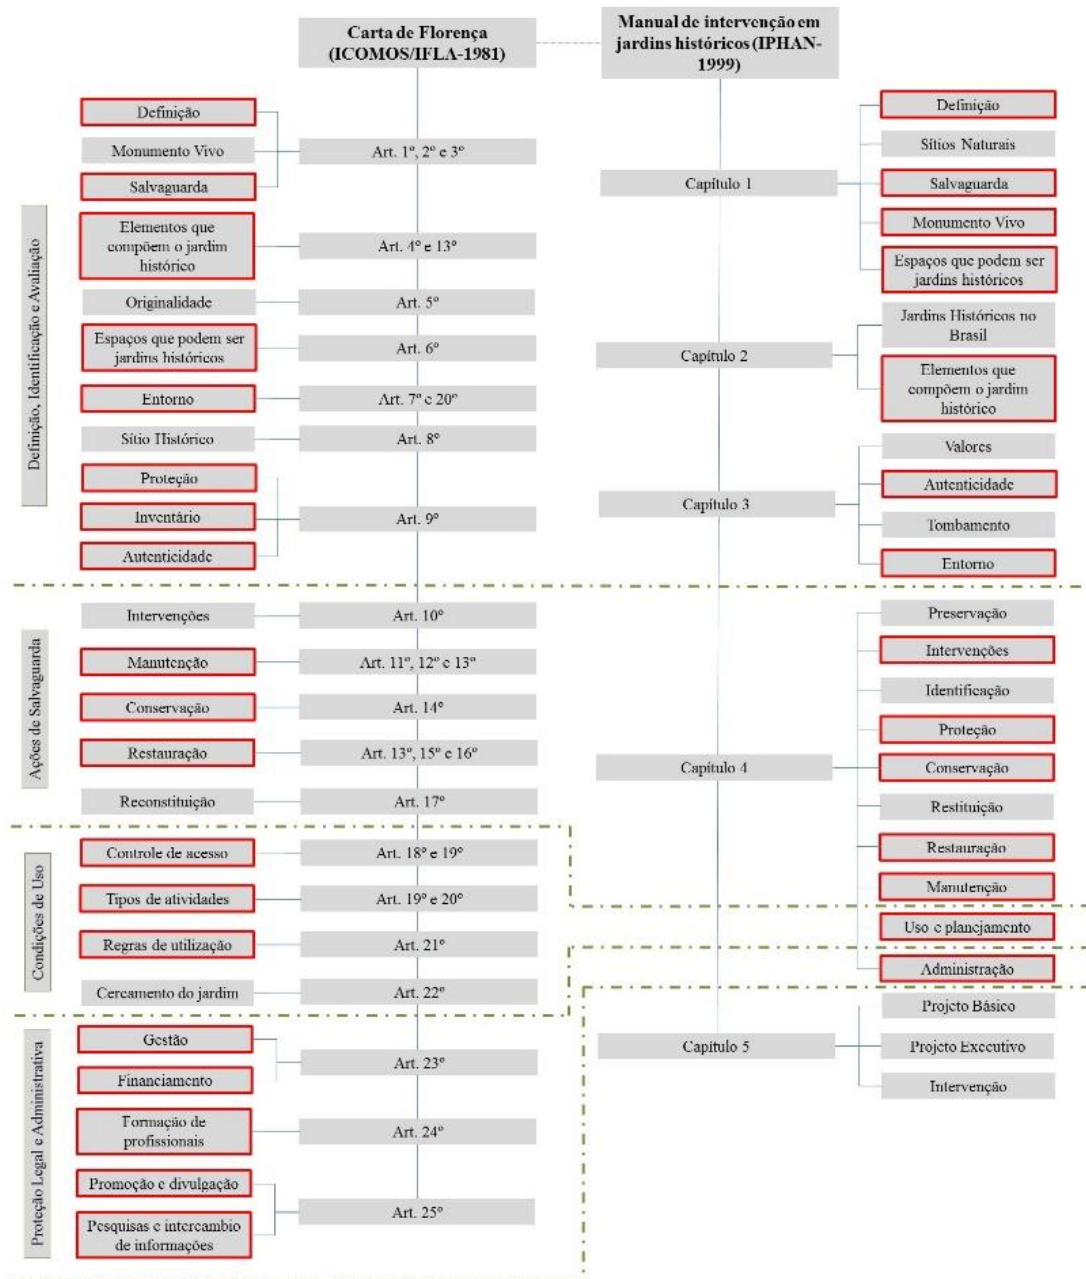 Carta de Florença
(ICOMOS/IFLA-1981)
Manual de intervenção em
jardins históricos (IPHAN-
1999)
Definição, Identificação e Avaliação
Definição
Monumento Vivo
Salvaguarda
Art. 1º, 2º e 3º
Elementos que
compõem o jardim
histórico
Art. 4º e 13º
Originalidade
Art. 5º
Espaços que podem ser
jardins históricos
Art. 6º
Entorno
Art. 7º e 20º
Sítio Histórico
Art. 8º
Proteção
Inventário
Autenticidade
Art. 9º
Ações de Salvaguarda
Intervenções
Art. 10º
Manutenção
Art. 11º, 12º e 13º
Conservação
Art. 14º
Restauração
Art. 13º, 15º e 16º
Reconstituição
Art. 17º
Condições de Uso
Controle de acesso
Art. 18º e 19º
Tipos de atividades
Art. 19º e 20º
Regras de utilização
Art. 21º
Cercamento do jardim
Art. 22º
Proteção Legal e Administrativa
Gestão
Financiamento
Art. 23º
Formação de
profissionais
Art. 24º
Promoção e divulgação
Pesquisas e intercambio
de informações
Art. 25º
Capítulo 1
Definição
Sítios Naturais
Salvaguarda
Monumento Vivo
Espaços que podem ser
jardins históricos
Capítulo 2
Jardins Históricos no
Brasil
Elementos que
compõem o jardim
histórico
Capítulo 3
Valores
Autenticidade
Tombamento
Entorno
Capítulo 4
Preservação
Intervenções
Identificação
Proteção
Conservação
Restituição
Restauração
Manutenção
Uso e planejamento
Administração
Capítulo 5
Projeto Básico
Projeto Executivo
Intervenção